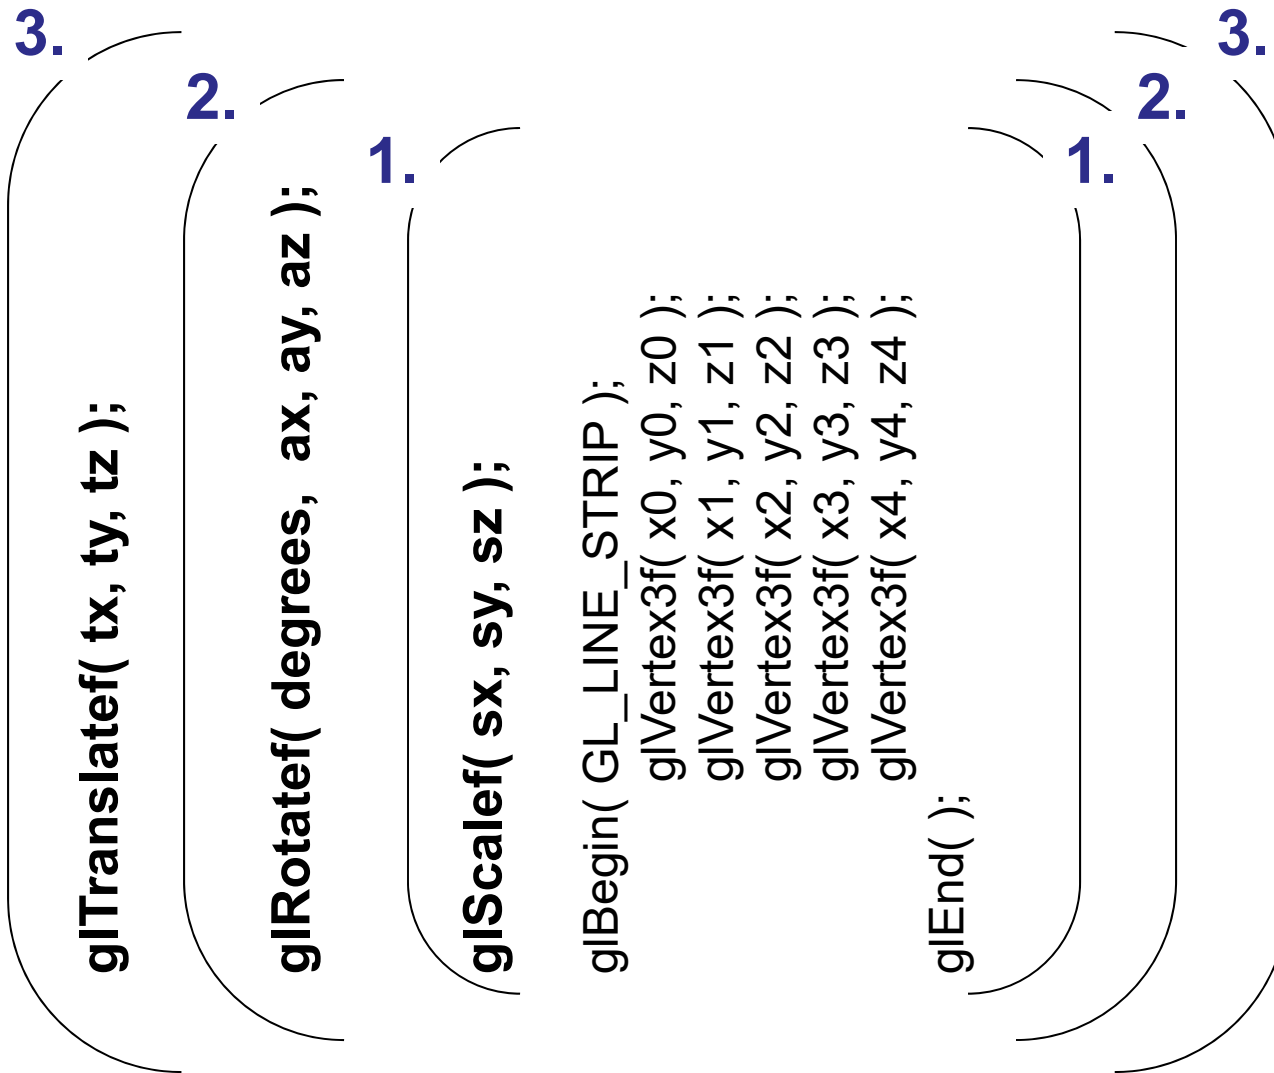 3.
2.
1.
glTranslatef( tx, ty, tz );
glRotatef( degrees, ax, ay, az );
glScalef( sx, sy, sz );
glBegin( GL_LINE_STRIP );
glVertex3f( x0, y0, z0 );
glVertex3f( x1, y1, z1 );
glVertex3f( x2, y2, z2 );
glVertex3f( x3, y3, z3 );
glVertex3f( x4, y4, z4 );
glEnd( );
1.
2.
3.